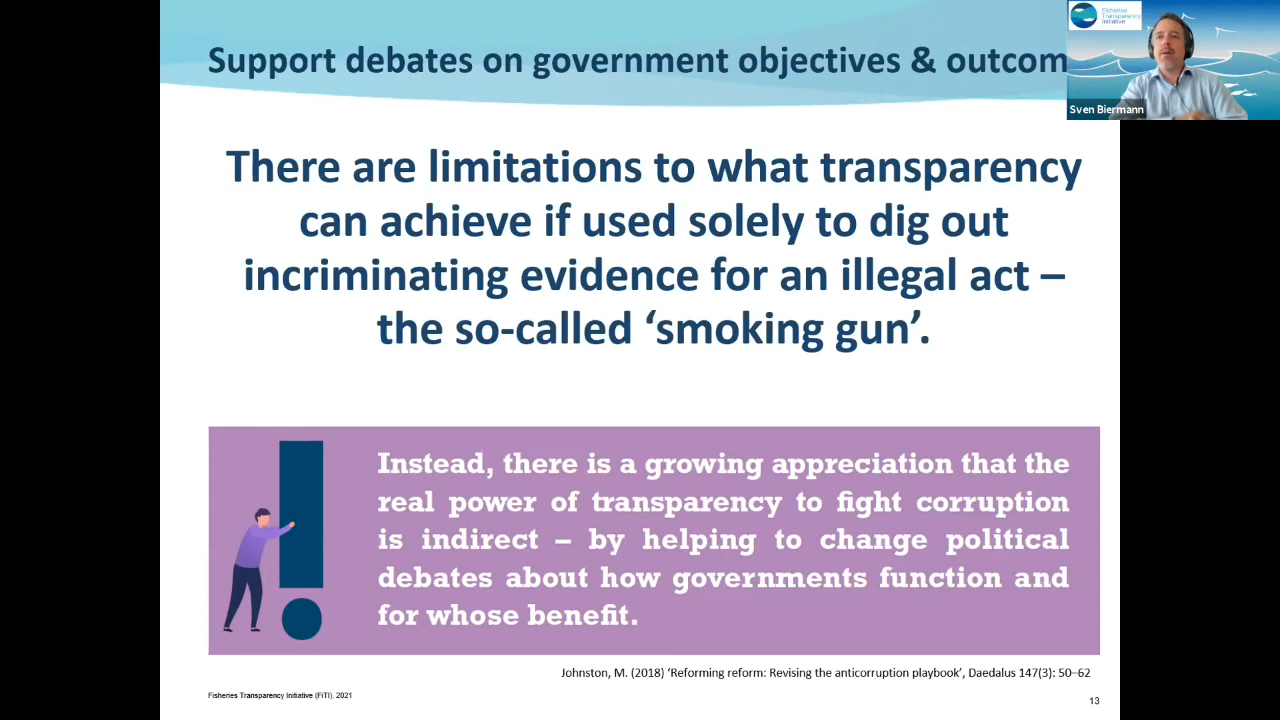 Support debates on government objectives & outcom
Fisheries
Transparency
Initiative
Sven Biermann
There are limitations to what transparency
can achieve if used solely to dig out
incriminating evidence for an illegal act –
the so-called ‘smoking gun’.
Instead, there is a growing appreciation that the
real power of transparency to fight corruption
is indirect – by helping to change political
debates about how governments function and
for whose benefit.
Johnston, M. (2018) ‘Reforming reform: Revising the anticorruption playbook’, Daedalus 147(3): 50–62
Fisheries Transparency Initiative (FiTI), 2021
13